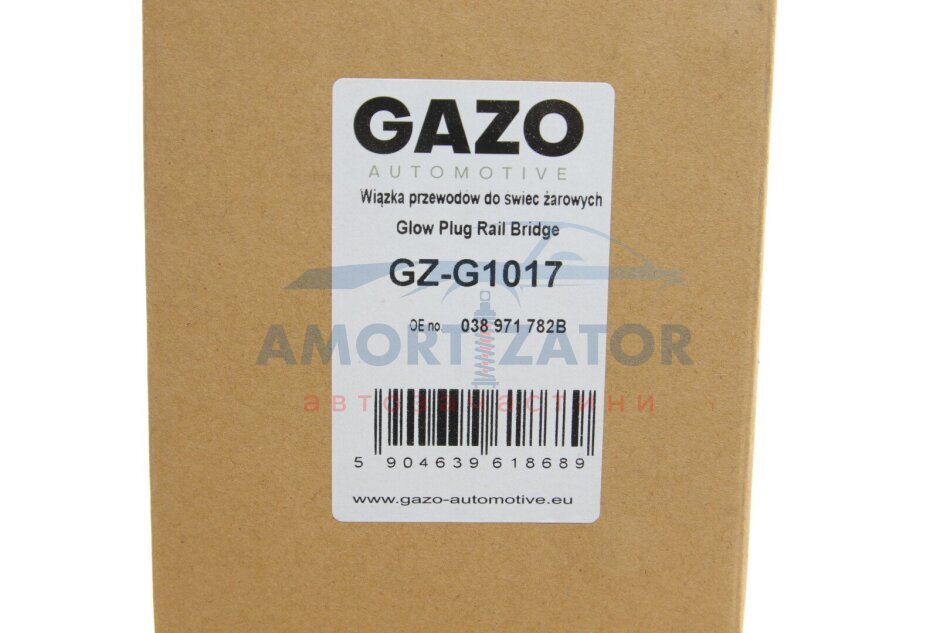 GAZO
AUTOMOTIVE
Wiązka przewodów do świec żarowych
Glow Plug Rail Bridge
GZ-G1017
OE no. 038 971 782B
AMORTIZATOR
автозапчастини
5 904639 618689
www.gazo-automotive.eu